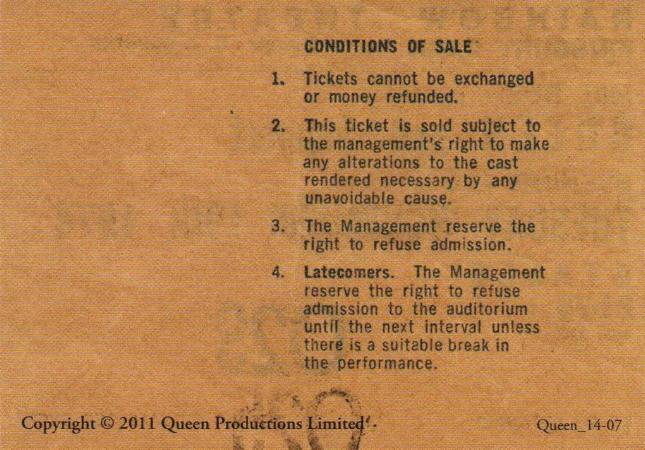 CONDITIONS OF SALE
1. Tickets cannot be exchanged
or money refunded.
2. This ticket is sold subject to
the management's right to make
any alterations to the cast
rendered necessary by any
unavoidable cause.
3. The Management reserve the
right to refuse admission.
4. Latecomers. The Management
reserve the right to refuse
admission to the auditorium
until the next interval unless
there is a suitable break in
the performance.
Copyright © 2011 Queen Productions Limited
Queen_14-07